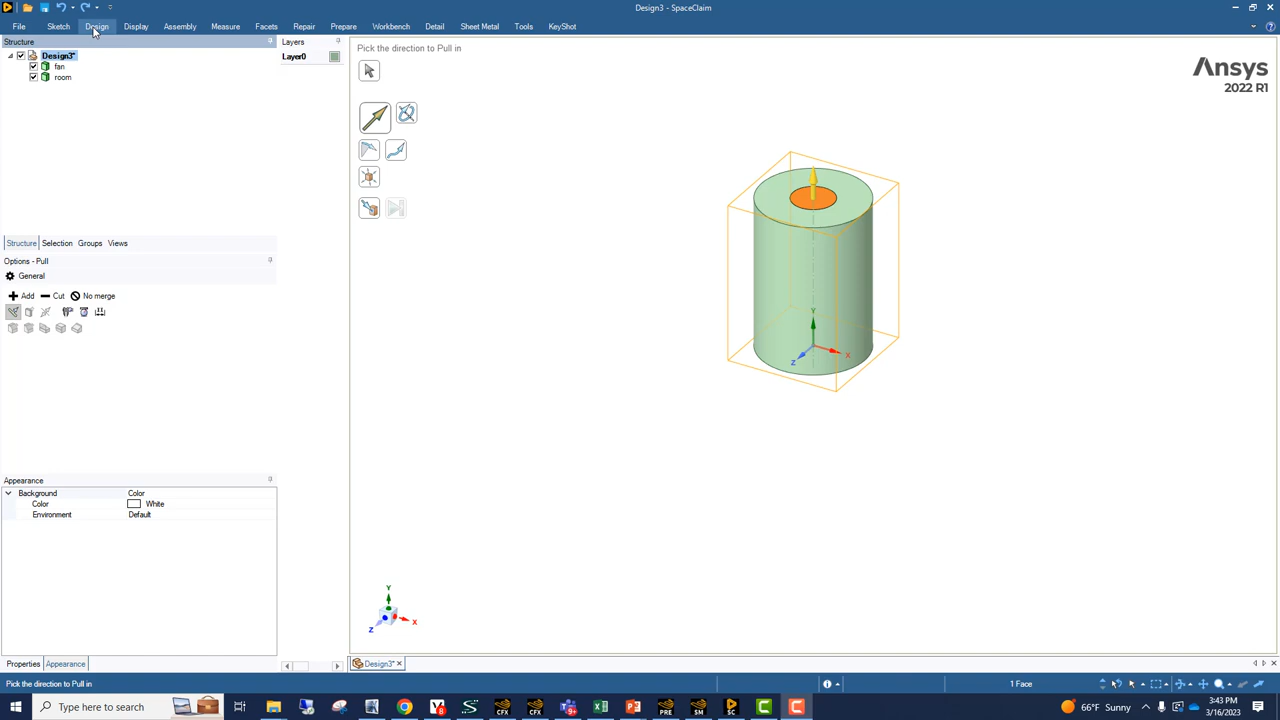 Design3* - SpaceClaim
File Sketch Design Display Assembly Measure Facets Repair Prepare Workbench Detail Sheet Metal Tools KeyShot
Structure
Design3*
fan
room
Layers
Layer0
Pick the direction to Pull in
Ansys
2022 R1
Y
X
Z
Structure Selection Groups Views
Options - Pull
General
Add Cut No merge
Appearance
Background Color
Color White
Environment Default
Y
X
Z
Properties Appearance
Design3*
Pick the direction to Pull in
1 Face
Type here to search
66°F Sunny
3:43 PM
3/16/2023